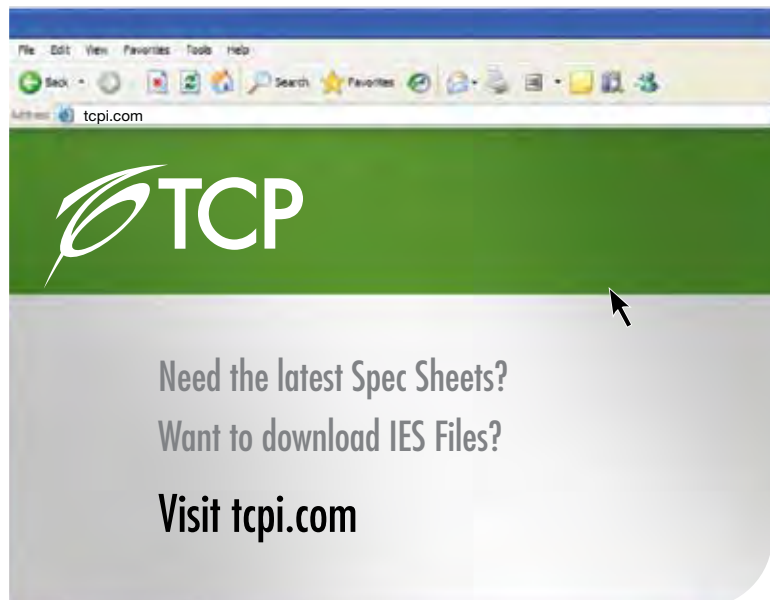 File Edit View Favorites Tools Help
Back Search Favorites
Address tcpi.com
TCP
Need the latest Spec Sheets?
Want to download IES Files?
Visit tcpi.com